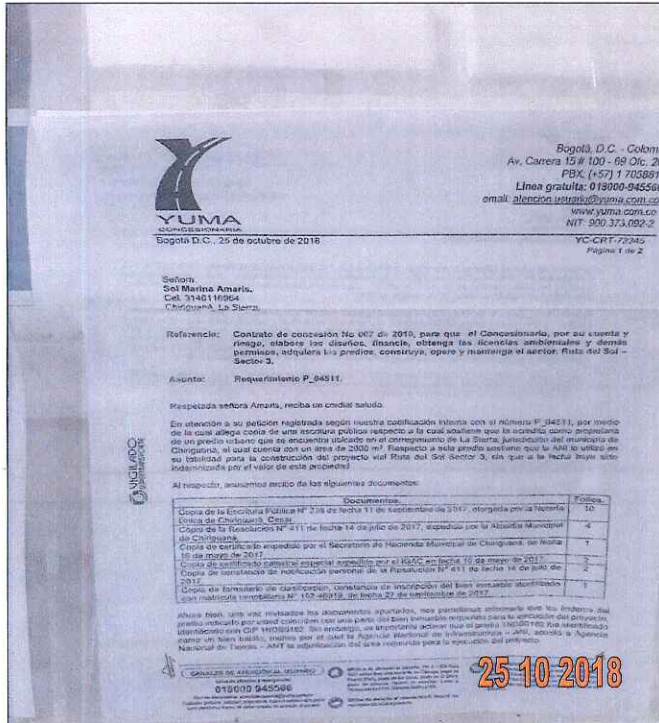 Bogotá, D.C. - Colom
Av. Carrera 15 # 100 - 69 Ofc. 20
PBX: (+57) 1 705881
Línea gratuita: 018000-945566
email: atencion.usuario@yuma.com.co
www.yuma.com.co
NIT: 900.373.092-2
YUMA
CONCESIONARIA
Bogotá D.C., 25 de octubre de 2018
YC-CRT-72345
Página 1 de 2
Señora
Sol Marina Amaris.
Cel. 3140116964
Chiriguaná, La Sierra.
Referencia: Contrato de concesión No 007 de 2010, para que el Concesionario, por su cuenta y
riesgo, elabore los diseños, financie, obtenga las licencias ambientales y demás
permisos, adquiera los predios, construya, opere y mantenga el sector, Ruta del Sol –
Sector 3.
Asunto: Requerimiento P_04511.
Respetada señora Amaris, reciba un cordial saludo.
En atención a su petición registrada según nuestra codificación interna con el número P_04511, por medio
de la cual allega copia de una escritura pública respecto a la cual sostiene que la acredita como propietaria
de un predio urbano que se encuentra ubicado en el corregimiento de La Sierra, jurisdicción del municipio de
Chiriguaná, el cual cuenta con un área de 2000 m². Respecto a este predio sostiene que la ANI lo utilizó en
su totalidad para la construcción del proyecto vial Ruta del Sol Sector 3, sin que a la fecha haya sido
indemnizada por el valor de esta propiedad.
VIGILADO
Al respecto, acusamos recibo de los siguientes documentos:
Documentos. Folios.
Copia de la Escritura Pública N° 238 de fecha 11 de septiembre de 2017, otorgada por la Notaría
Única de Chiriguaná, Cesar. 10
Copia de la Resolución N° 411 de fecha 14 de julio de 2017, expedida por la Alcaldía Municipal
de Chiriguaná. 4
Copia de certificado expedido por el Secretario de Hacienda Municipal de Chiriguaná, de fecha
16 de mayo de 2017. 1
Copia de certificado catastral especial expedido por el IGAC en fecha 10 de mayo de 2017.
Copia de constancia de notificación personal de la Resolución N° 411 de fecha 14 de julio de
2017. 2
Copia de formulario de calificación, constancia de inscripción del bien inmueble identificado
con matrícula inmobiliaria N° 192-49019, de fecha 27 de septiembre de 2017.
Ahora bien, una vez revisados los documentos aportados, nos permitimos informarle que los linderos del
predio indicado por usted coinciden con una parte del bien inmueble requerido para la ejecución del proyecto,
identificado con CIP Sin embargo, es importante aclarar que el predio fue identificado
como un bien baldío, motivo por el cual la Agencia Nacional de Infraestructura – ANI, solicitó a Agencia
Nacional de Tierras – ANT la adjudicación del área requerida para la ejecución del proyecto.
CANALES DE ATENCIÓN AL USUARIO
018000 945566
25 10 2018